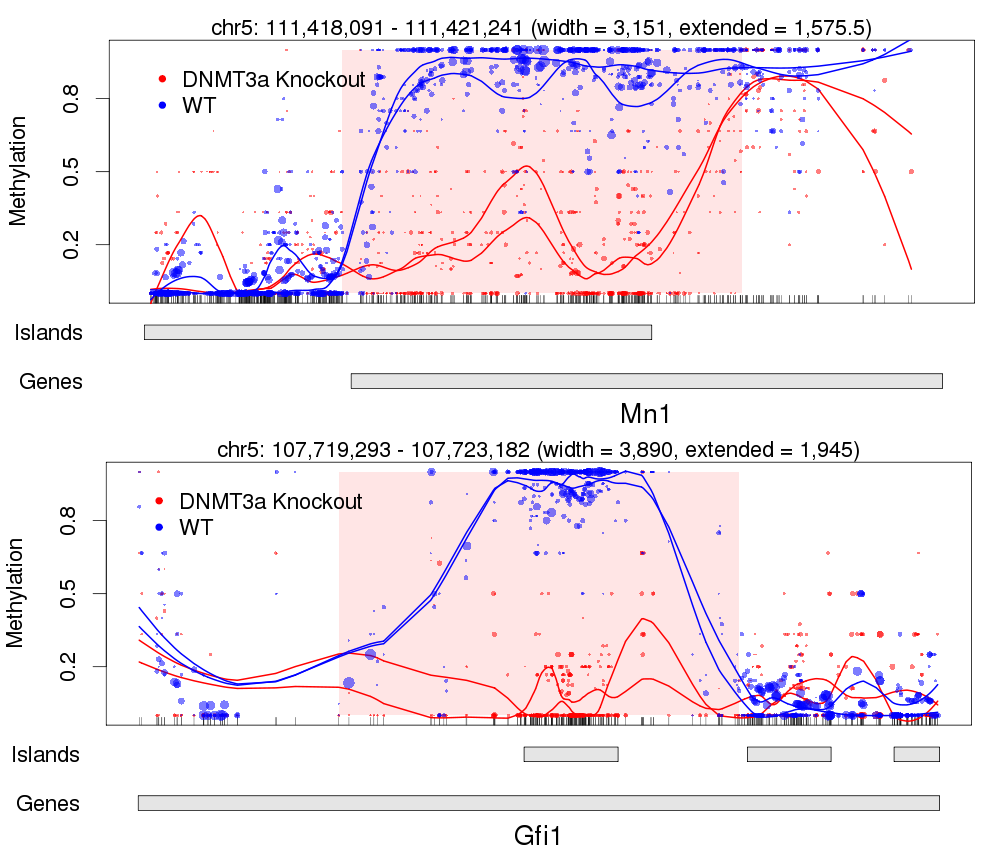 chr5: 111,418,091 - 111,421,241 (width = 3,151, extended = 1,575.5)
DNMT3a Knockout
WT
Methylation
0.8
0.5
0.2
Islands
Genes
Mn1
chr5: 107,719,293 - 107,723,182 (width = 3,890, extended = 1,945)
DNMT3a Knockout
WT
Methylation
0.8
0.5
0.2
Islands
Genes
Gfi1